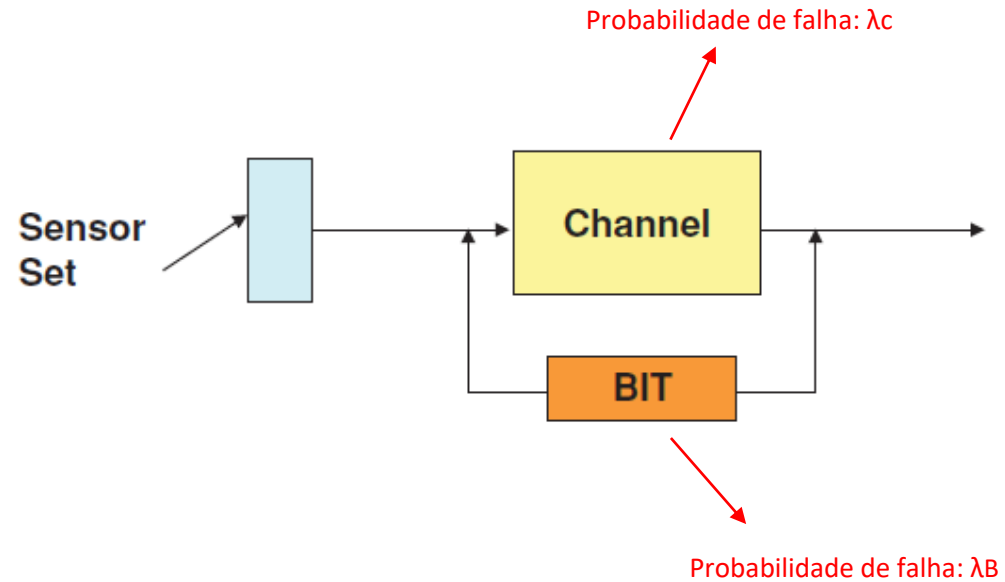 Probabilidade de falha: λc
Channel
Sensor
Set
BIT
Probabilidade de falha: λB